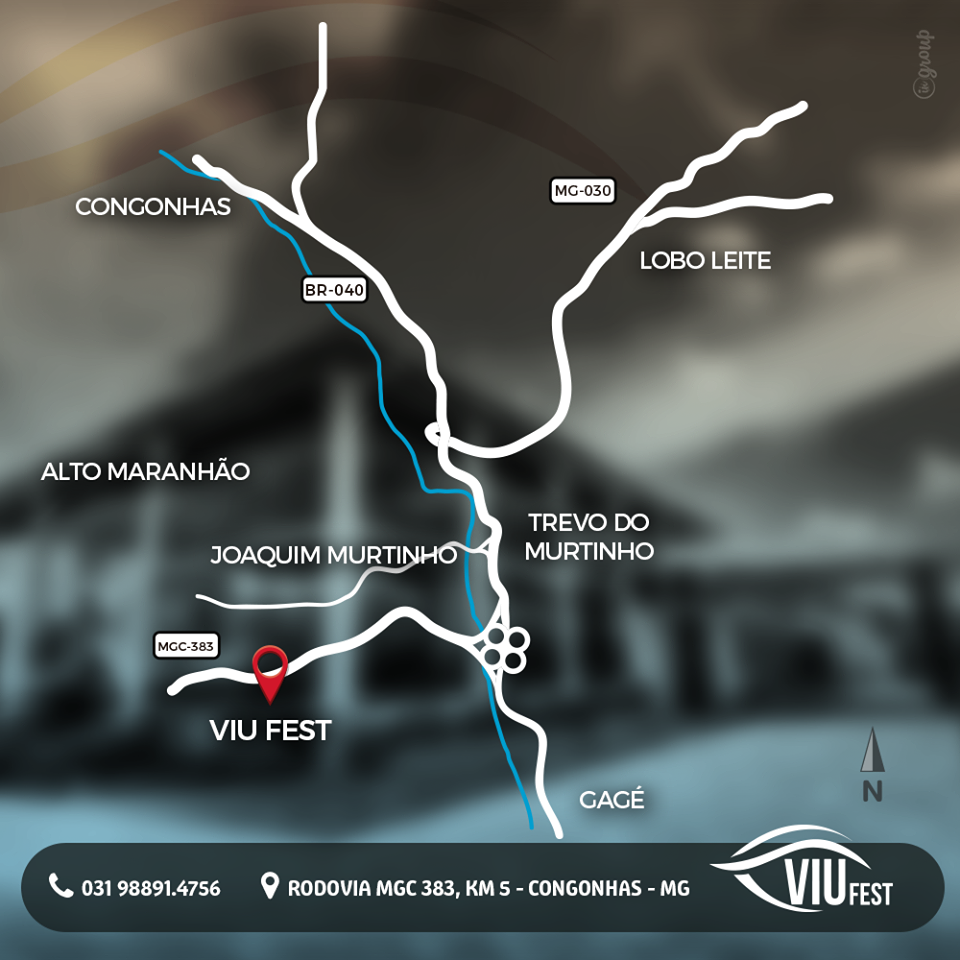 in group
CONGONHAS
MG-030
LOBO LEITE
BR-040
ALTO MARANHÃO
TREVO DO
MURTINHO
JOAQUIM MURTINHO
MGC-383
VIU FEST
N
GAGÉ
031 98891.4756
RODOVIA MGC 383, KM 5 - CONGONHAS - MG
VIU FEST